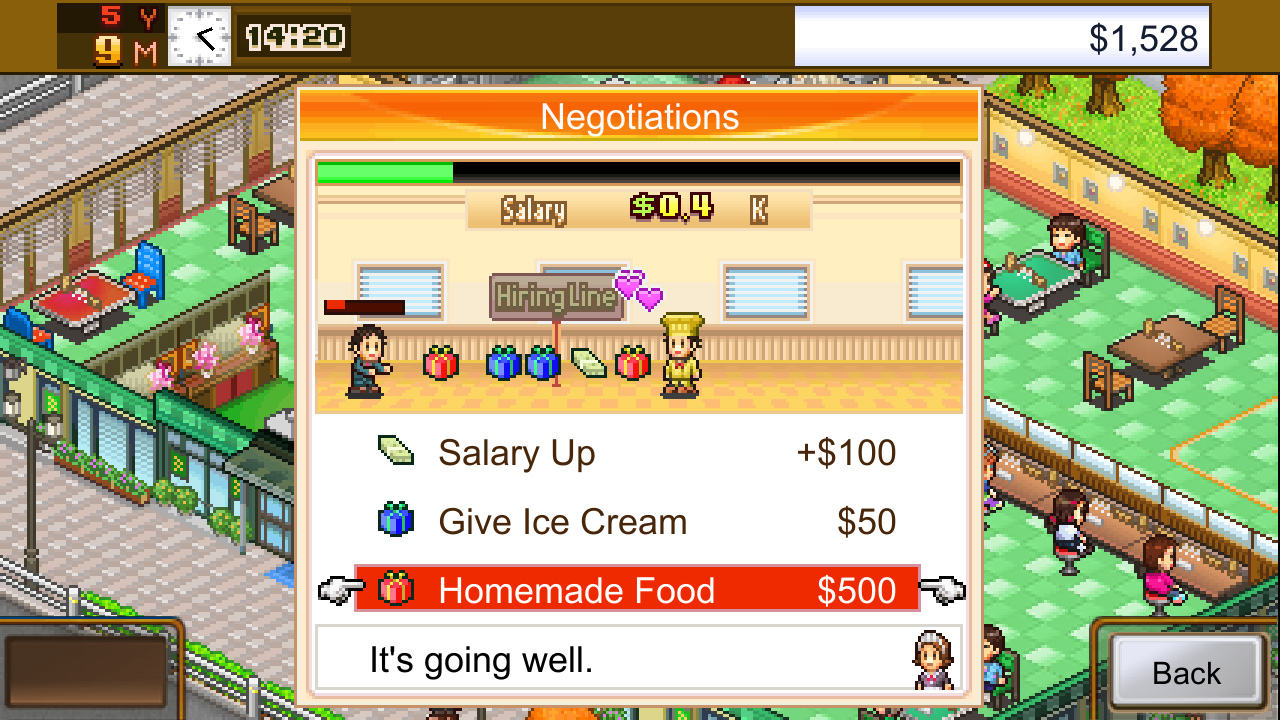 5 Y
9 M
14:20
$1,528
Negotiations
Salary $0.4 K
Hiring Line
Salary Up +$100
Give Ice Cream $50
Homemade Food $500
It's going well.
Back